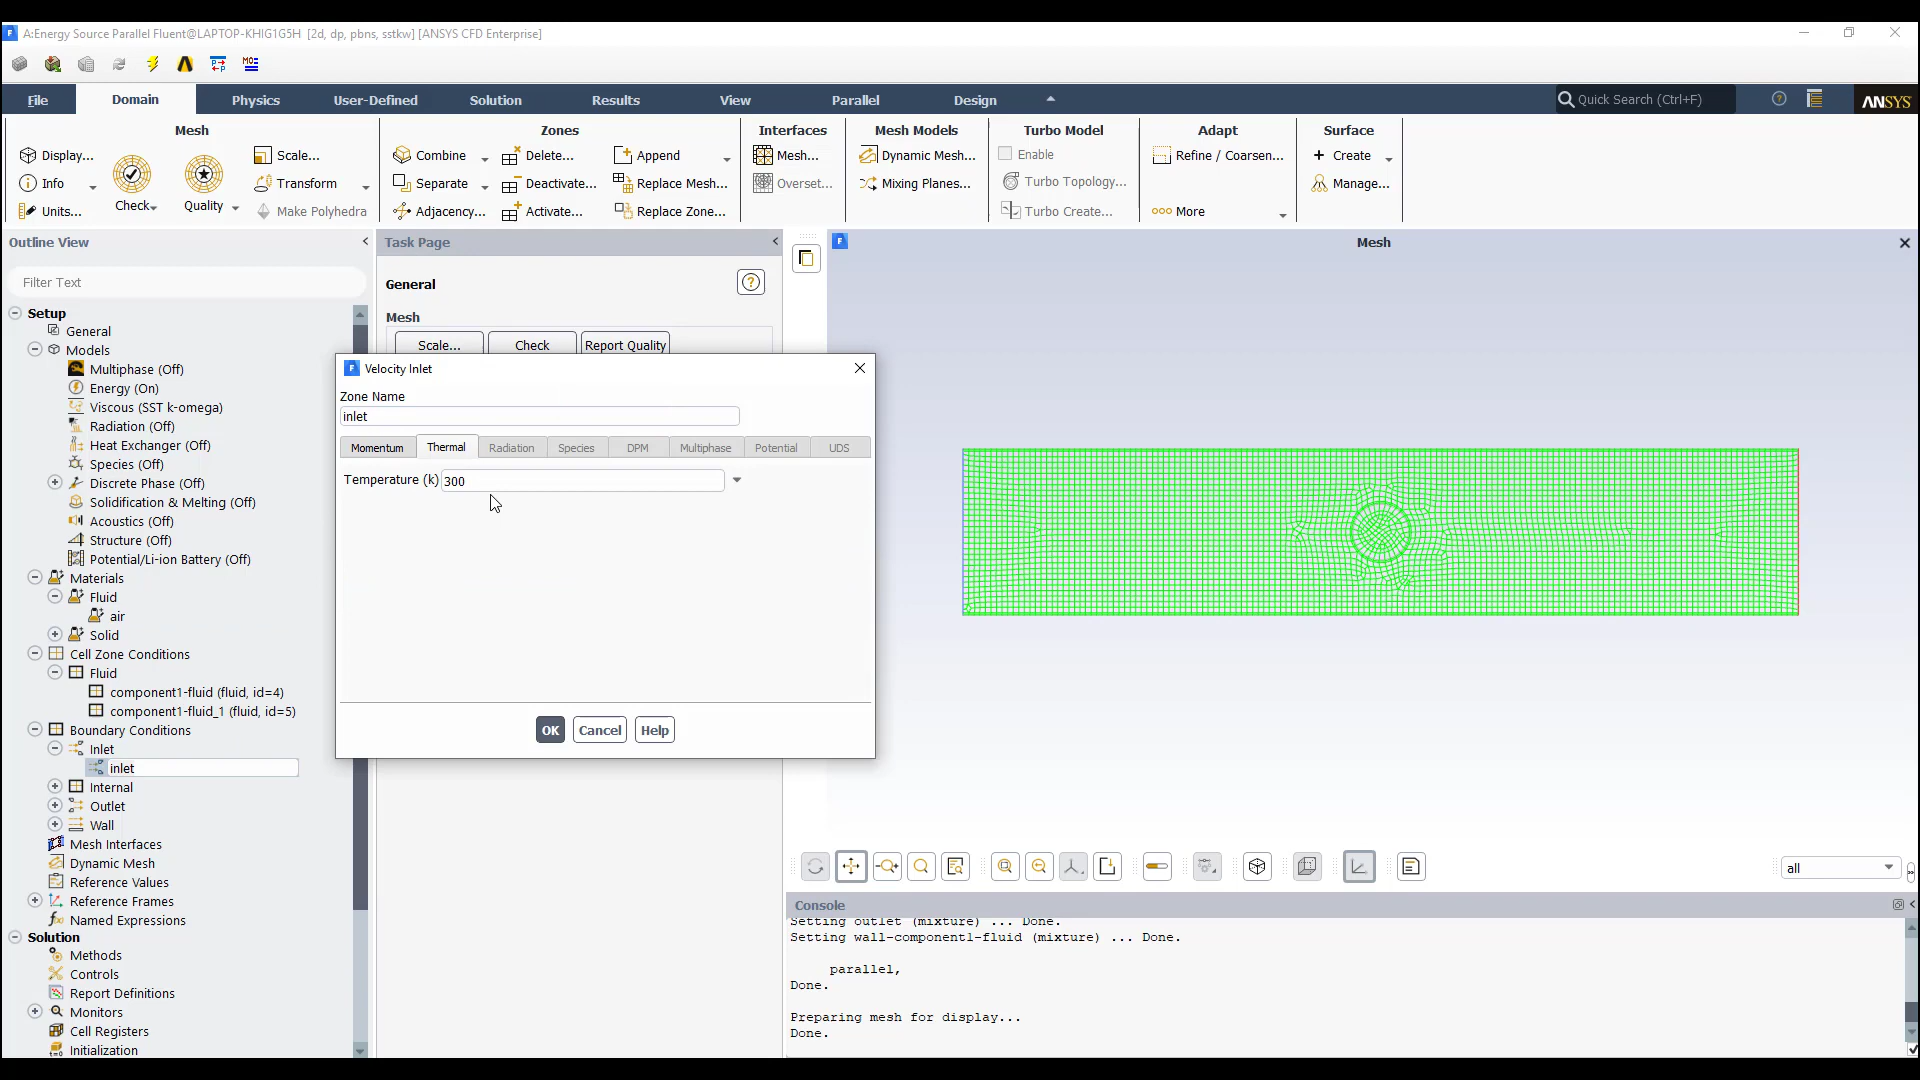 A:Energy Source Parallel Fluent@LAPTOP-KHIG1G5H [2d, dp, pbns, sstkw] [ANSYS CFD Enterprise]
File Domain Physics User-Defined Solution Results View Parallel Design Quick Search (Ctrl+F) ANSYS
Mesh
Display...
Info
Units...
Check
Quality
Scale...
Transform
Make Polyhedra
Zones
Combine
Separate
Adjacency...
Delete...
Deactivate...
Activate...
Append
Replace Mesh...
Replace Zone...
Interfaces
Mesh...
Overset...
Mesh Models
Dynamic Mesh...
Mixing Planes...
Turbo Model
Enable
Turbo Topology...
Turbo Create...
Adapt
Refine / Coarsen...
More
Surface
Create
Manage...
Outline View
Filter Text
Setup
General
Models
Multiphase (Off)
Energy (On)
Viscous (SST k-omega)
Radiation (Off)
Heat Exchanger (Off)
Species (Off)
Discrete Phase (Off)
Solidification & Melting (Off)
Acoustics (Off)
Structure (Off)
Potential/Li-ion Battery (Off)
Materials
Fluid
air
Solid
Cell Zone Conditions
Fluid
component1-fluid (fluid, id=4)
component1-fluid_1 (fluid, id=5)
Boundary Conditions
Inlet
inlet
Internal
Outlet
Wall
Mesh Interfaces
Dynamic Mesh
Reference Values
Reference Frames
Named Expressions
Solution
Methods
Controls
Report Definitions
Monitors
Cell Registers
Initialization
Task Page
General
Mesh
Scale... Check Report Quality
Velocity Inlet
Zone Name
inlet
Momentum Thermal Radiation Species DPM Multiphase Potential UDS
Temperature (k) 300
OK Cancel Help
Mesh
all
Console
Setting outlet (mixture) ... Done.
Setting wall-component1-fluid (mixture) ... Done.
parallel,
Done.
Preparing mesh for display...
Done.